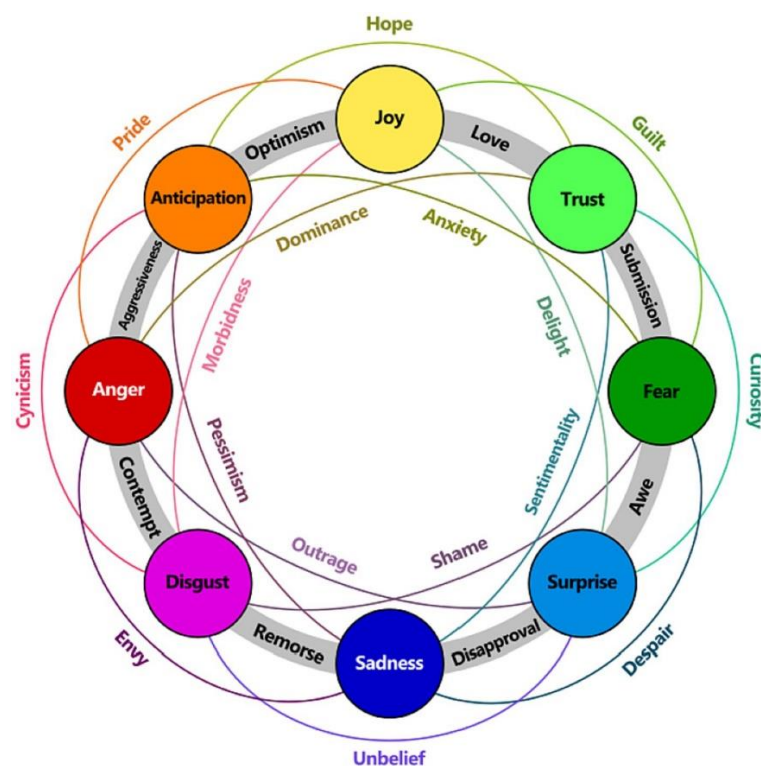 Hope
Joy
Optimism
Love
Pride
Guilt
Anticipation
Trust
Dominance
Anxiety
Aggressiveness
Submission
Morbidness
Delight
Cynicism
Anger
Fear
Curiosity
Pessimism
Sentimentality
Contempt
Awe
Outrage
Shame
Disgust
Surprise
Remorse
Disapproval
Envy
Sadness
Despair
Unbelief